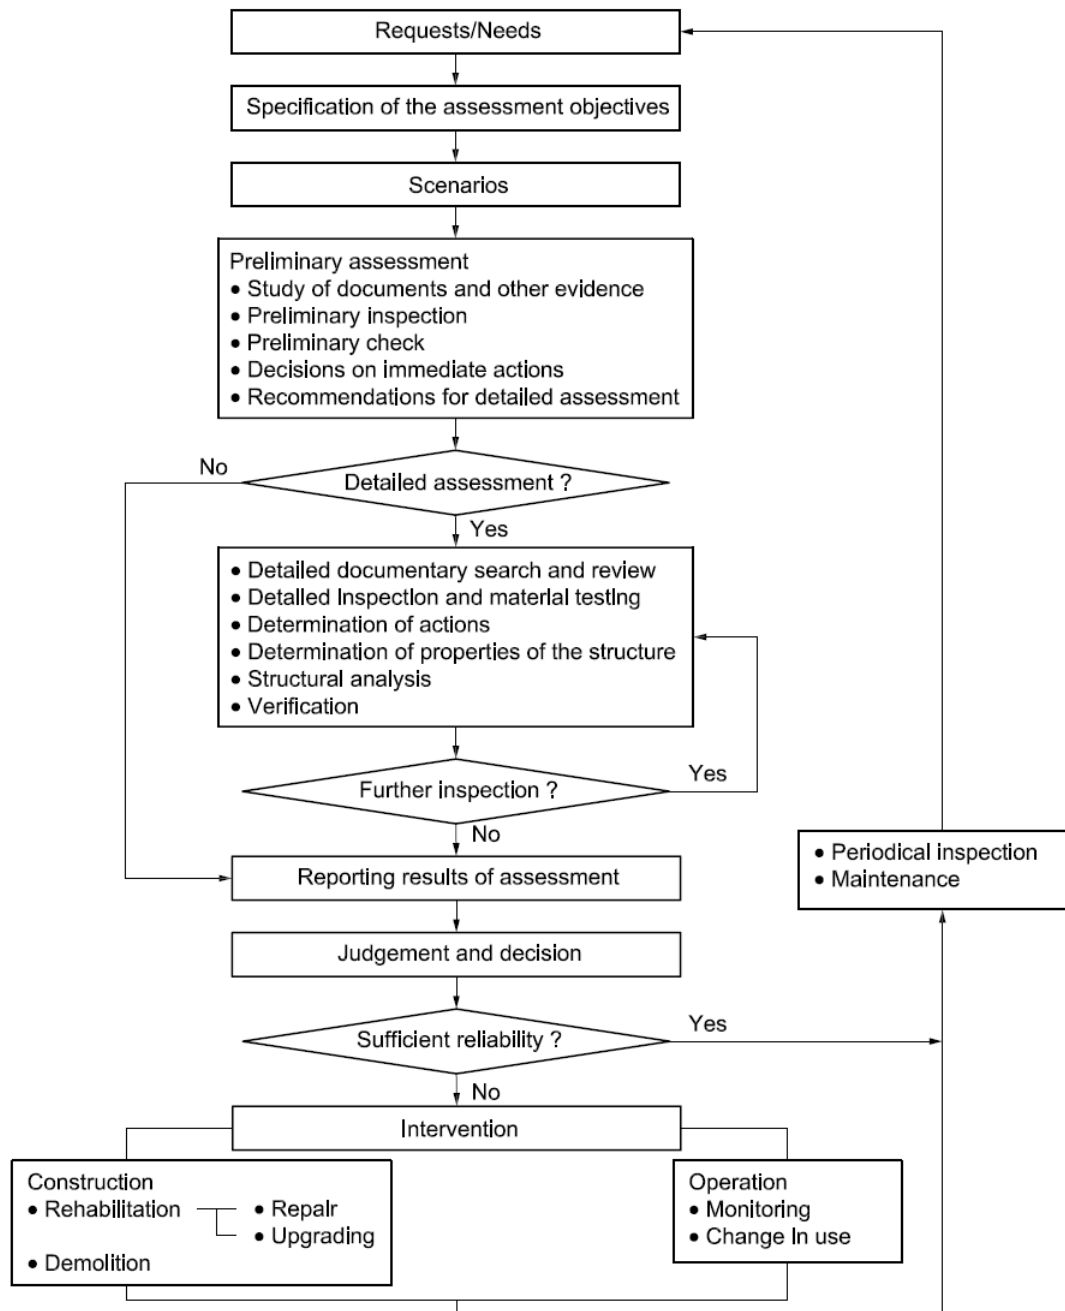 Requests/Needs
Specification of the assessment objectives
Scenarios
Preliminary assessment
• Study of documents and other evidence
• Preliminary inspection
• Preliminary check
• Decisions on immediate actions
• Recommendations for detailed assessment
No
Detailed assessment ?
Yes
• Detailed documentary search and review
• Detailed inspection and material testing
• Determination of actions
• Determination of properties of the structure
• Structural analysis
• Verification
Further inspection ?
Yes
No
• Periodical inspection
• Maintenance
Reporting results of assessment
Judgement and decision
Sufficient reliability ?
Yes
No
Intervention
Construction
• Rehabilitation
• Repair
• Upgrading
• Demolition
Operation
• Monitoring
• Change In use